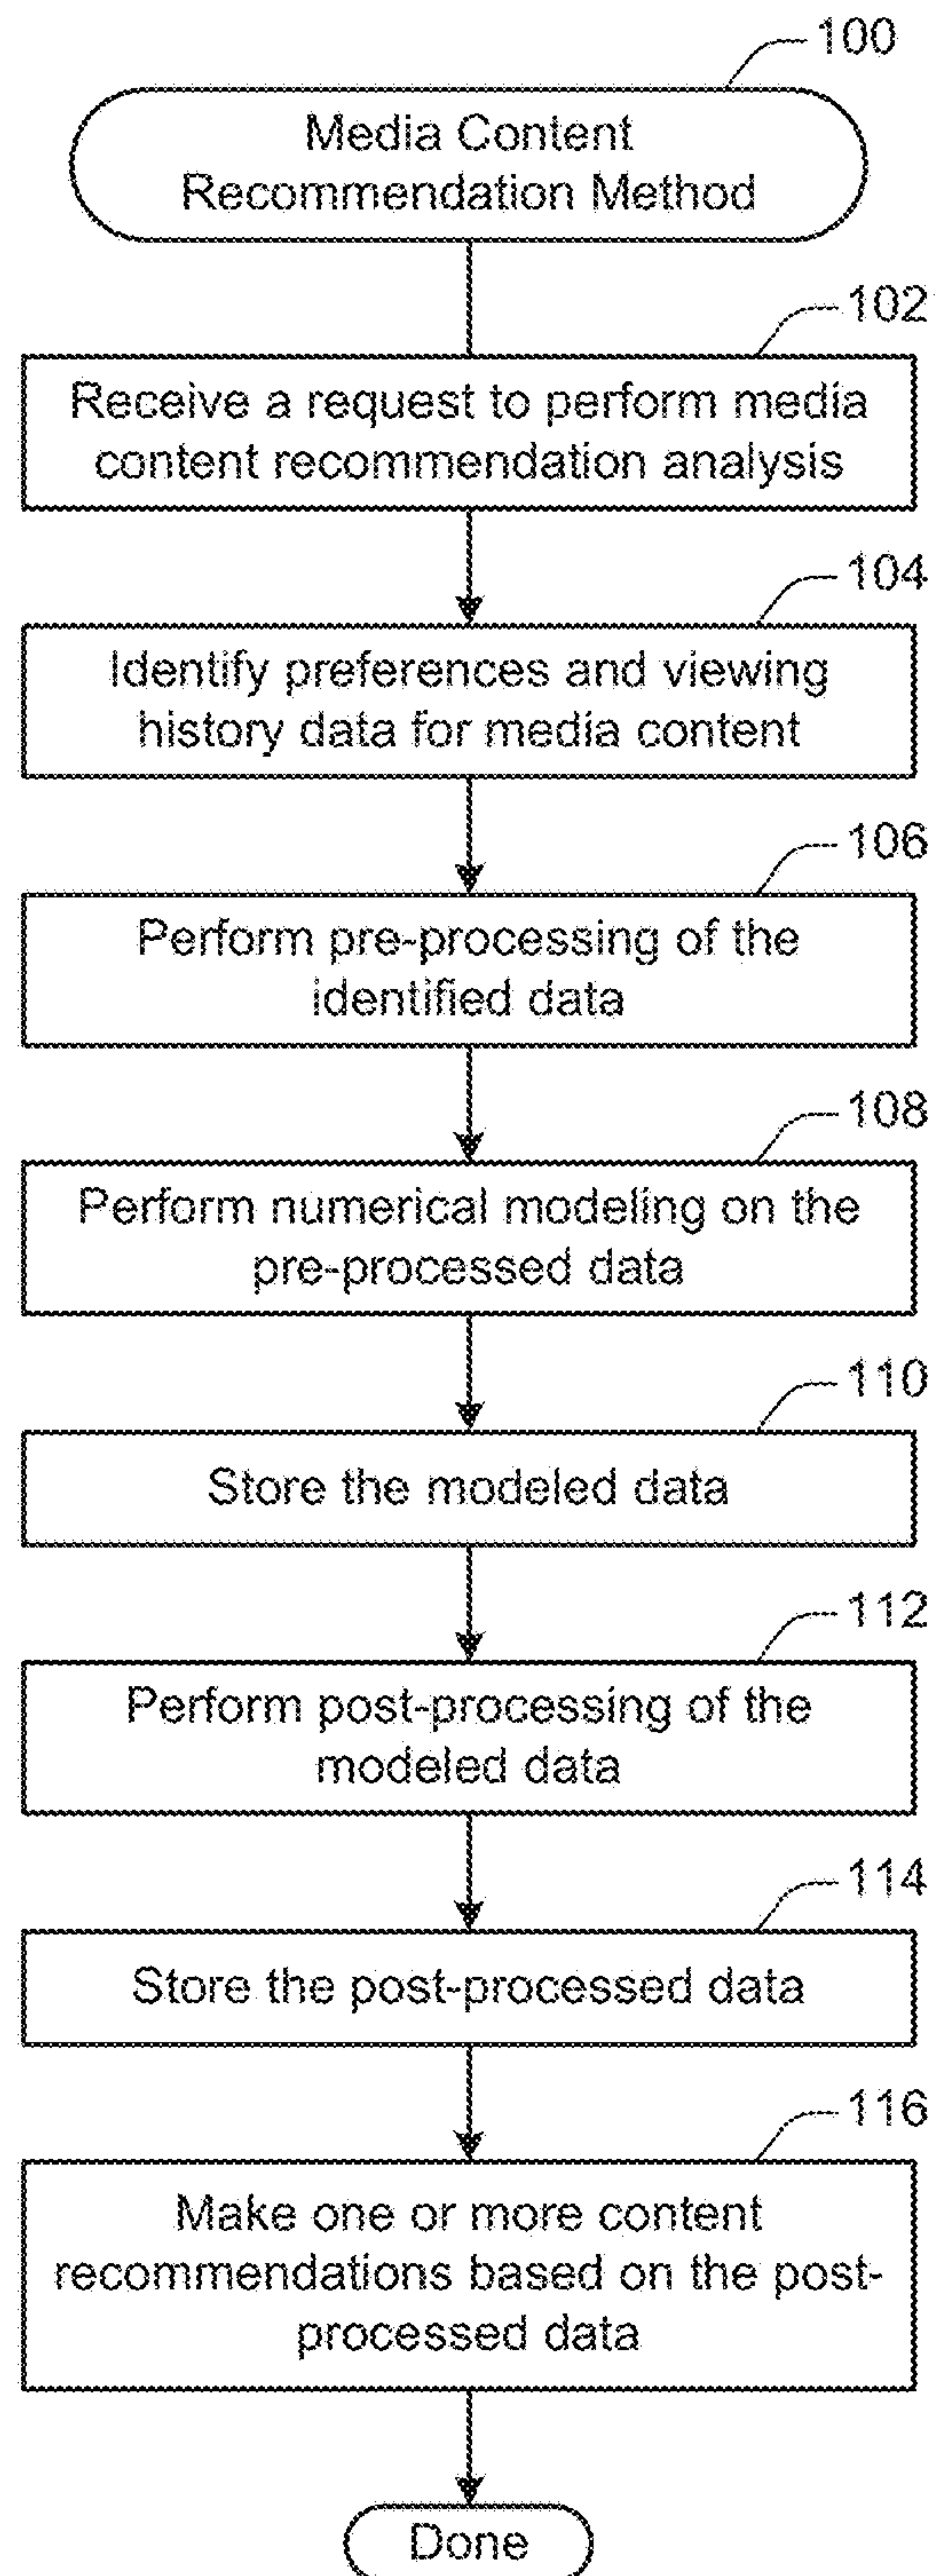 100
Media Content
Recommendation Method
102
Receive a request to perform media
content recommendation analysis
104
Identify preferences and viewing
history data for media content
106
Perform pre-processing of the
identified data
108
Perform numerical modeling on the
pre-processed data
110
Store the modeled data
112
Perform post-processing of the
modeled data
114
Store the post-processed data
116
Make one or more content
recommendations based on the post-
processed data
Done